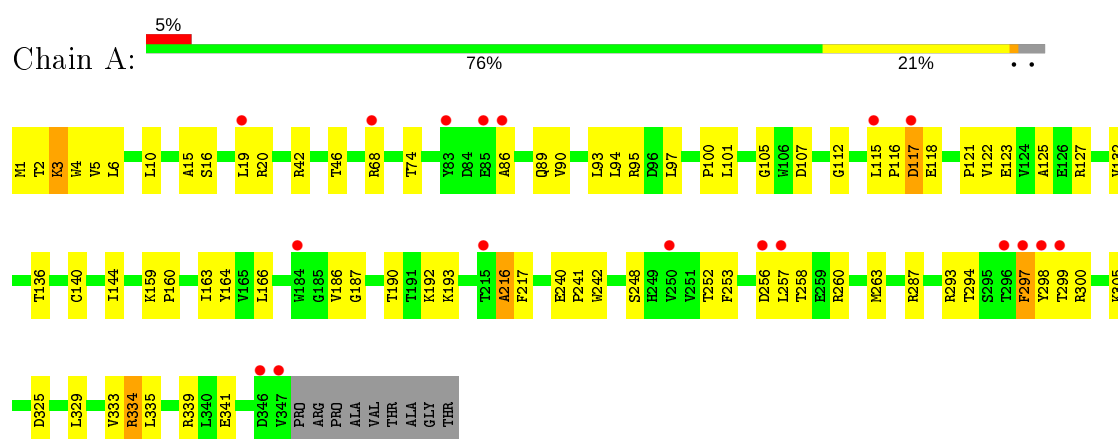 5%
Chain A:
76% 21% • •
M1 T2 K3 W4 V5 L6 L10 A15 S16 L19 R20 R42 T46 R68 T74 Y83 D84 E85 A86 Q89 V90 L93 L94 R95 D96 L97 P100 L101 G105 W106 D107 G112 L115 P116 D117 E118 P121 V122 E123 V124 A125 E126 R127 V132
T136 C140 I144 K159 P160 I163 Y164 V165 L166 W184 G185 V186 G187 T190 T191 K192 K193 T215 A216 F217 E240 P241 W242 S248 H249 V250 V251 T252 F253 D256 L257 T258 E259 R260 M263 R287 R293 T294 S295 T296 F297 Y298 T299 R300 K305
D325 L329 V333 R334 L335 R339 L340 E341 D346 V347 PRO ARG PRO ALA VAL THR ALA GLY THR